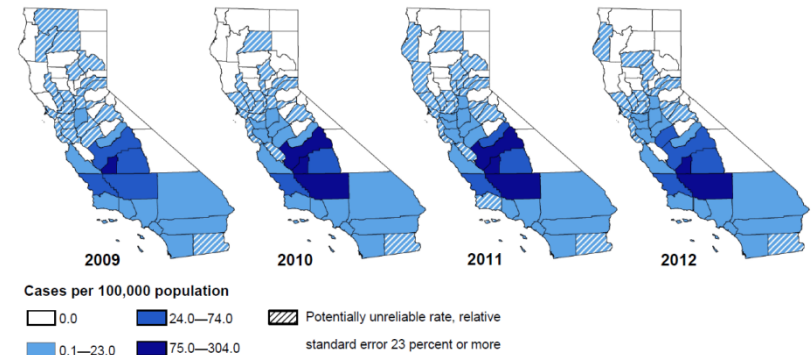 2009 2010 2011 2012
Cases per 100,000 population
0.0 24.0—74.0 Potentially unreliable rate, relative
0.1—23.0 75.0—304.0 standard error 23 percent or more